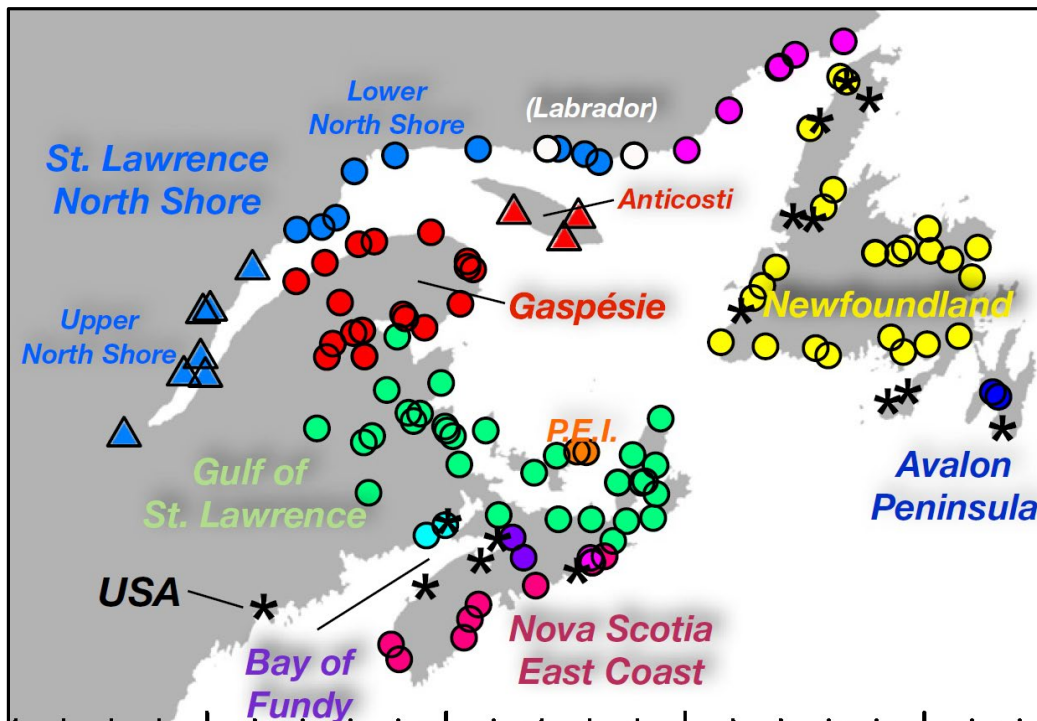 Lower
North Shore
(Labrador)
St. Lawrence
North Shore
Anticosti
Gaspésie
Newfoundland
Upper
North Shore
P.E.I.
Gulf of
St. Lawrence
Avalon
Peninsula
USA
Nova Scotia
East Coast
Bay of
Fundy